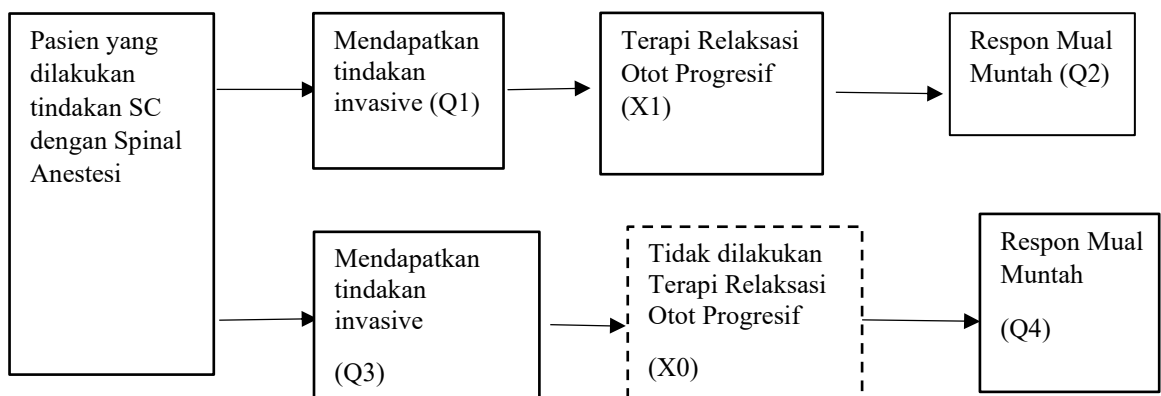 Pasien yang
dilakukan
tindakan SC
dengan Spinal
Anestesi
Mendapatkan
tindakan
invasive (Q1)
Terapi Relaksasi
Otot Progresif
(X1)
Respon Mual
Muntah (Q2)
Mendapatkan
tindakan
invasive
(Q3)
Tidak dilakukan
Terapi Relaksasi
Otot Progresif
(X0)
Respon Mual
Muntah
(Q4)